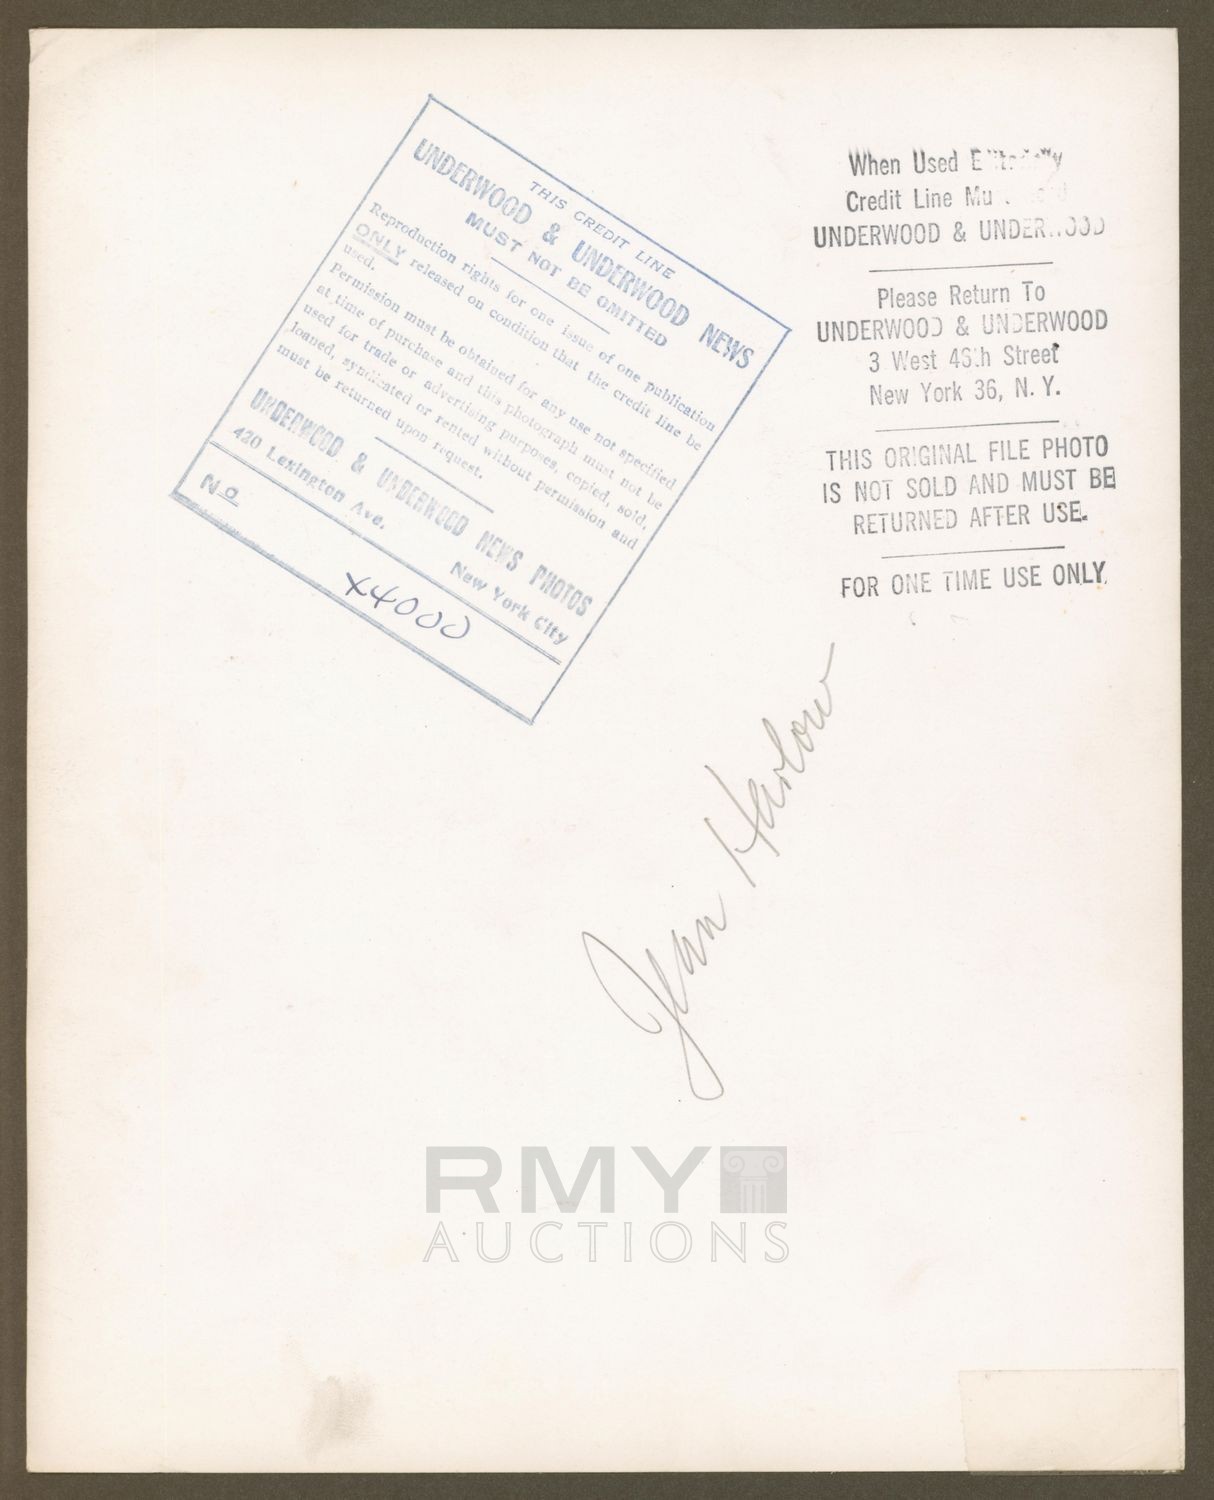 THIS CREDIT LINE
UNDERWOOD & UNDERWOOD NEWS
MUST NOT BE OMITTED
Reproduction rights for one issue of one publication
ONLY released on condition that the credit line be
used.
Permission must be obtained for any use not specified
at time of purchase and this photograph must not be
used for trade or advertising purposes, copied, sold,
loaned, syndicated or rented without permission and
must be returned upon request.
UNDERWOOD & UNDERWOOD NEWS PHOTOS
420 Lexington Ave. New York City
No
X4000
When Used
Credit Line
UNDERWOOD & UNDERWOOD
Please Return To
UNDERWOOD & UNDERWOOD
3 West 46th Street
New York 36, N.Y.
THIS ORIGINAL FILE PHOTO
IS NOT SOLD AND MUST BE
RETURNED AFTER USE.
FOR ONE TIME USE ONLY.
Jean Harlow
RMY
AUCTIONS